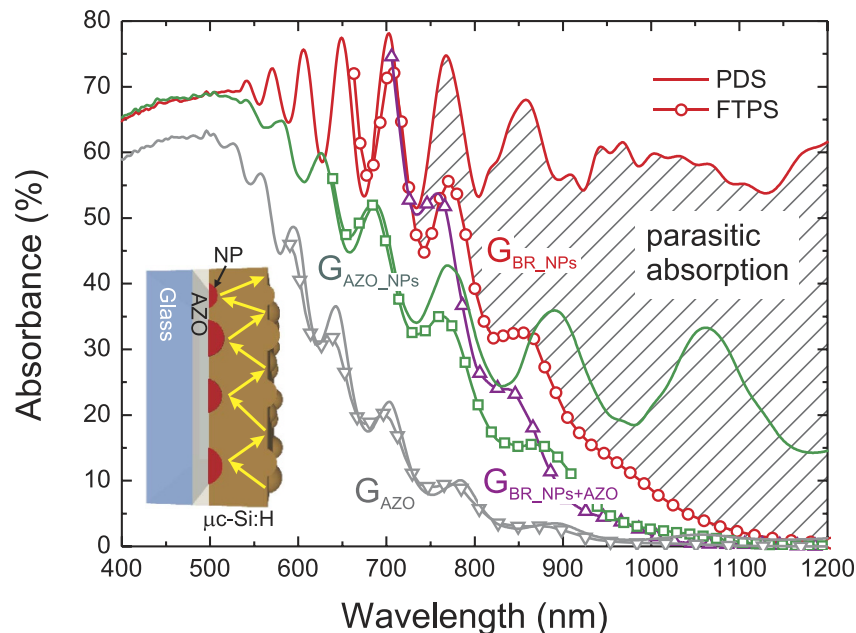 80
70
60
50
40
30
20
10
0
Absorbance (%)
PDS
FTPS
NP
AZO
Glass
μc-Si:H
G_AZO_NPs
G_BR_NPs
parasitic
absorption
G_AZO
G_BR_NPs+AZO
400 500 600 700 800 900 1000 1100 1200
Wavelength (nm)